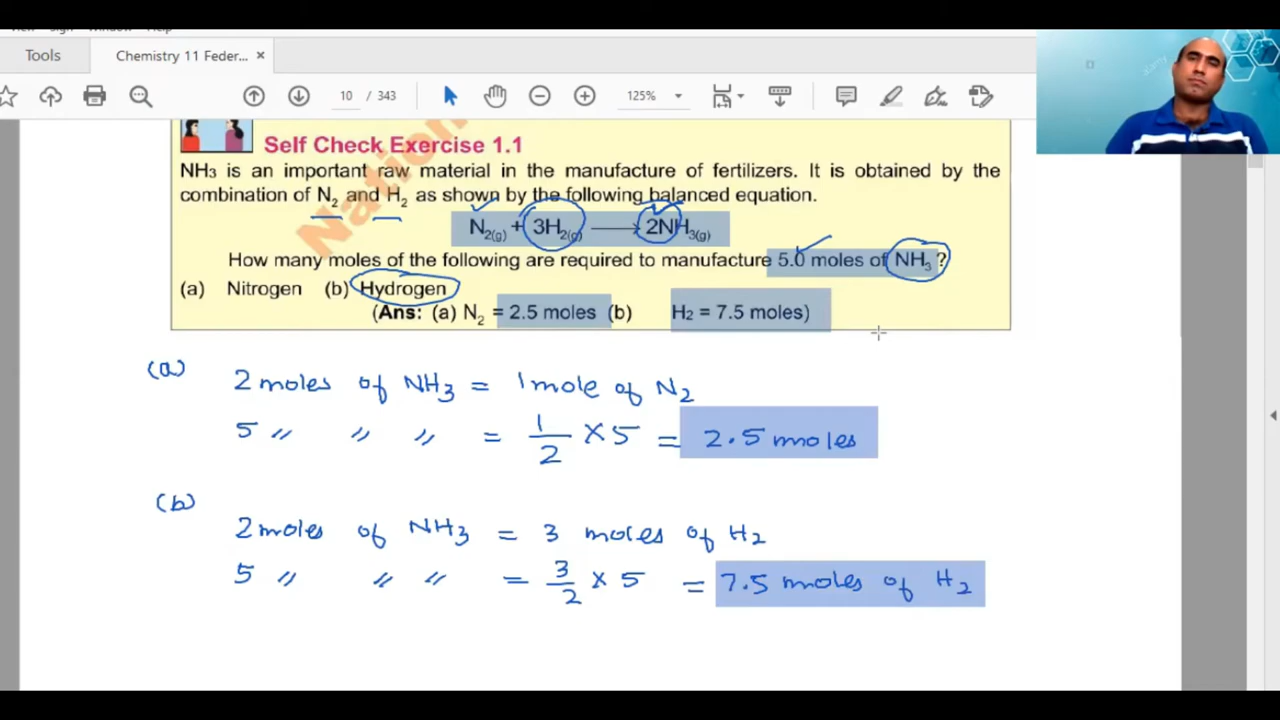 Tools
Chemistry 11 Feder... ×
10 / 343
125%
Self Check Exercise 1.1
NH3 is an important raw material in the manufacture of fertilizers. It is obtained by the
combination of N2 and H2 as shown by the following balanced equation.
N2(g) + 3H2(g) ⟶ 2NH3(g)
How many moles of the following are required to manufacture 5.0 moles of NH3?
(a) Nitrogen (b) Hydrogen
(Ans: (a) N2 = 2.5 moles (b) H2 = 7.5 moles)
(a) 2 moles of NH3 = 1 mole of N2
5 〃 〃 〃 = 1/2 × 5 = 2.5 moles
(b)
2 moles of NH3 = 3 moles of H2
5 〃 〃 〃 = 3/2 × 5 = 7.5 moles of H2